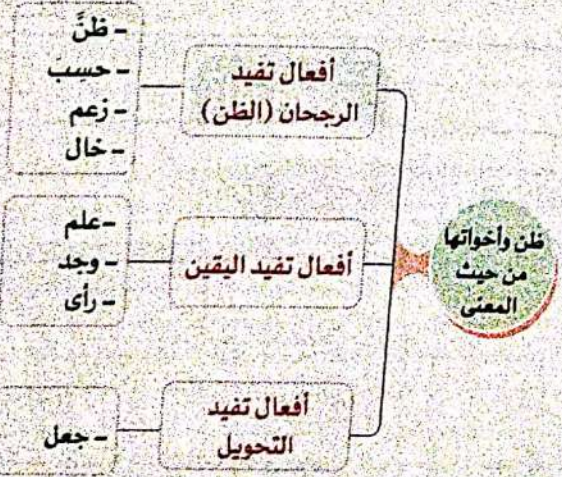 ظن وأخواتها
من حيث
المعنى
أفعال تفيد
الرجحان (الظن)
- ظنَّ
- حسب
- زعم
- خال
أفعال تفيد اليقين
- علم
- وجد
- رأى
أفعال تفيد
التحويل
- جعل